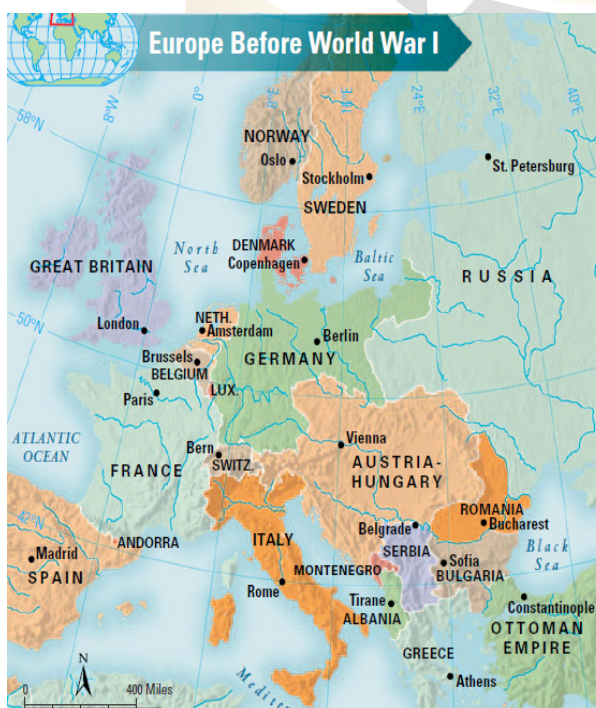 Europe Before World War I
58°N
8°W
0°
8°E
14°E
24°E
32°E
40°E
NORWAY
Oslo
Stockholm
St. Petersburg
SWEDEN
DENMARK
Copenhagen
North
Sea
Baltic
Sea
GREAT BRITAIN
RUSSIA
50°N
London
NETH.
Amsterdam
Berlin
Brussels
BELGIUM
GERMANY
LUX.
Paris
ATLANTIC
OCEAN
Bern
SWITZ.
Vienna
FRANCE
AUSTRIA-
HUNGARY
42°N
ROMANIA
Bucharest
ANDORRA
ITALY
Belgrade
SERBIA
Black
Sea
Madrid
SPAIN
MONTENEGRO
Sofia
BULGARIA
Rome
Tirane
ALBANIA
Constantinople
OTTOMAN
EMPIRE
GREECE
Athens
N
0
400 Miles
Medite